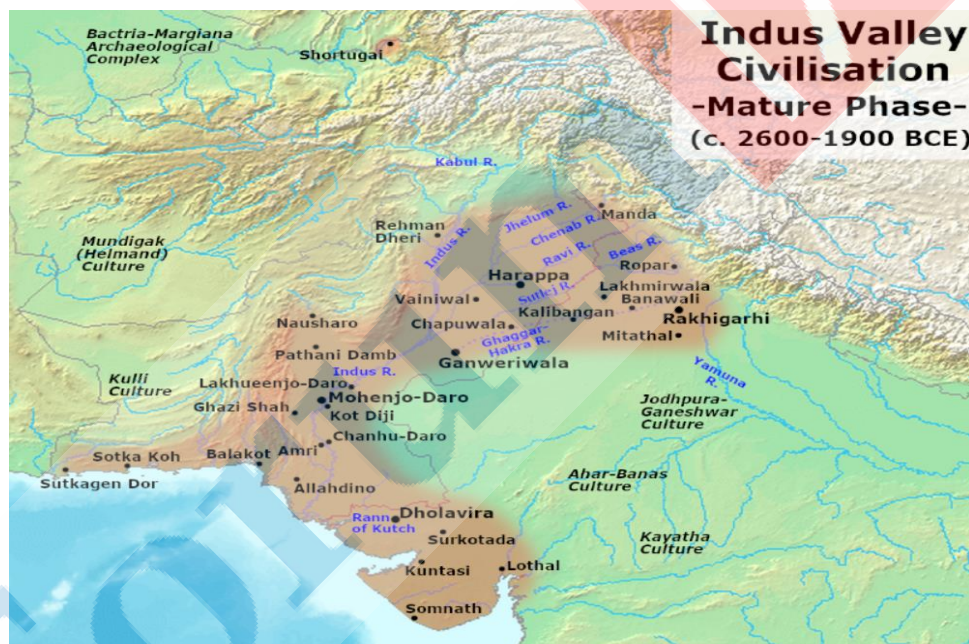 Indus Valley
Civilisation
-Mature Phase-
(c. 2600-1900 BCE)
Bactria-Margiana
Archaeological
Complex
Shortugai
Kabul R.
Mundigak
(Helmand)
Culture
Rehman
Dheri
Indus R.
Jhelum R.
Chenab R.
Ravi R.
Beas R.
Manda
Ropar
Harappa
Sutlej R.
Lakhmirwala
Banawali
Vainiwal
Kalibangan
Rakhigarhi
Chapuwala
Ghaggar-
Hakra R.
Mitathal
Nausharo
Pathani Damb
Ganweriwala
Indus R.
Yamuna
R.
Kulli
Culture
Lakhueenjo-Daro
Mohenjo-Daro
Ghazi Shah
Kot Diji
Jodhpura-
Ganeshwar
Culture
Chanhu-Daro
Amri
Sotka Koh
Balakot
Sutkagen Dor
Allahdino
Ahar-Banas
Culture
Dholavira
Rann
of Kutch
Surkotada
Kayatha
Culture
Kuntasi
Lothal
Somnath